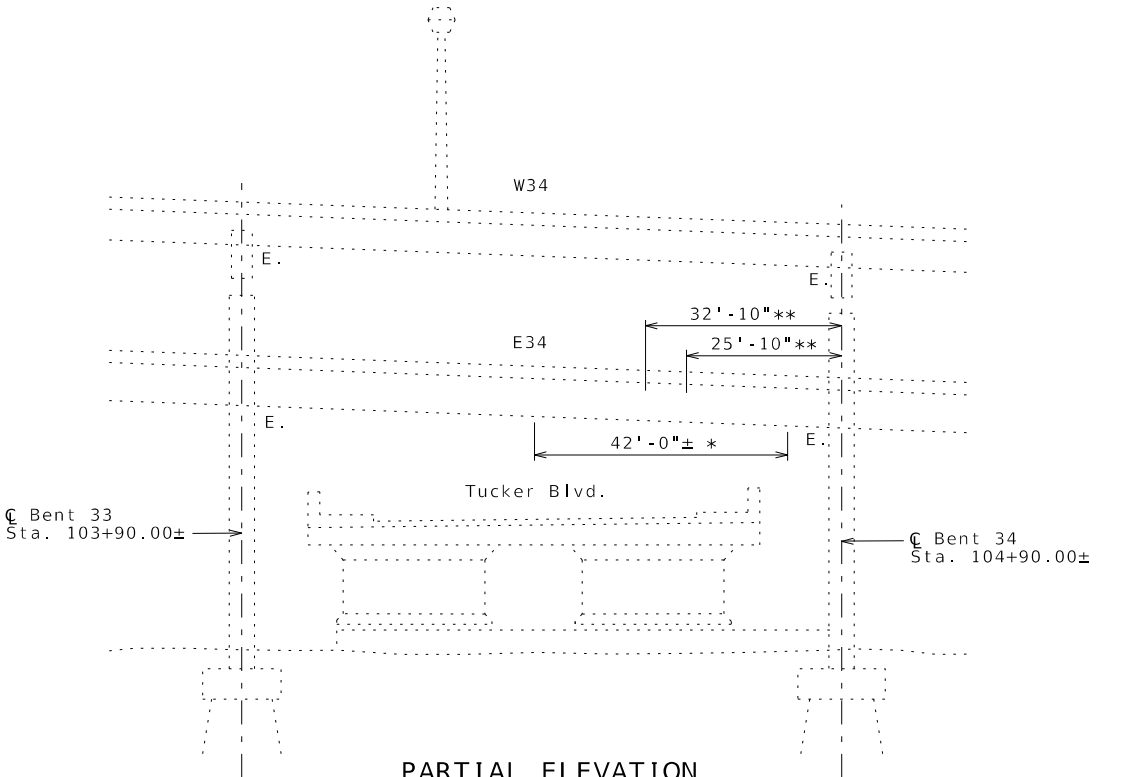 W34
E.
E.
32'-10"**
E34
25'-10"**
E.
E.
42'-0"± *
Tucker Blvd.
℄ Bent 33
Sta. 103+90.00±
℄ Bent 34
Sta. 104+90.00±
PARTIAL ELEVATION